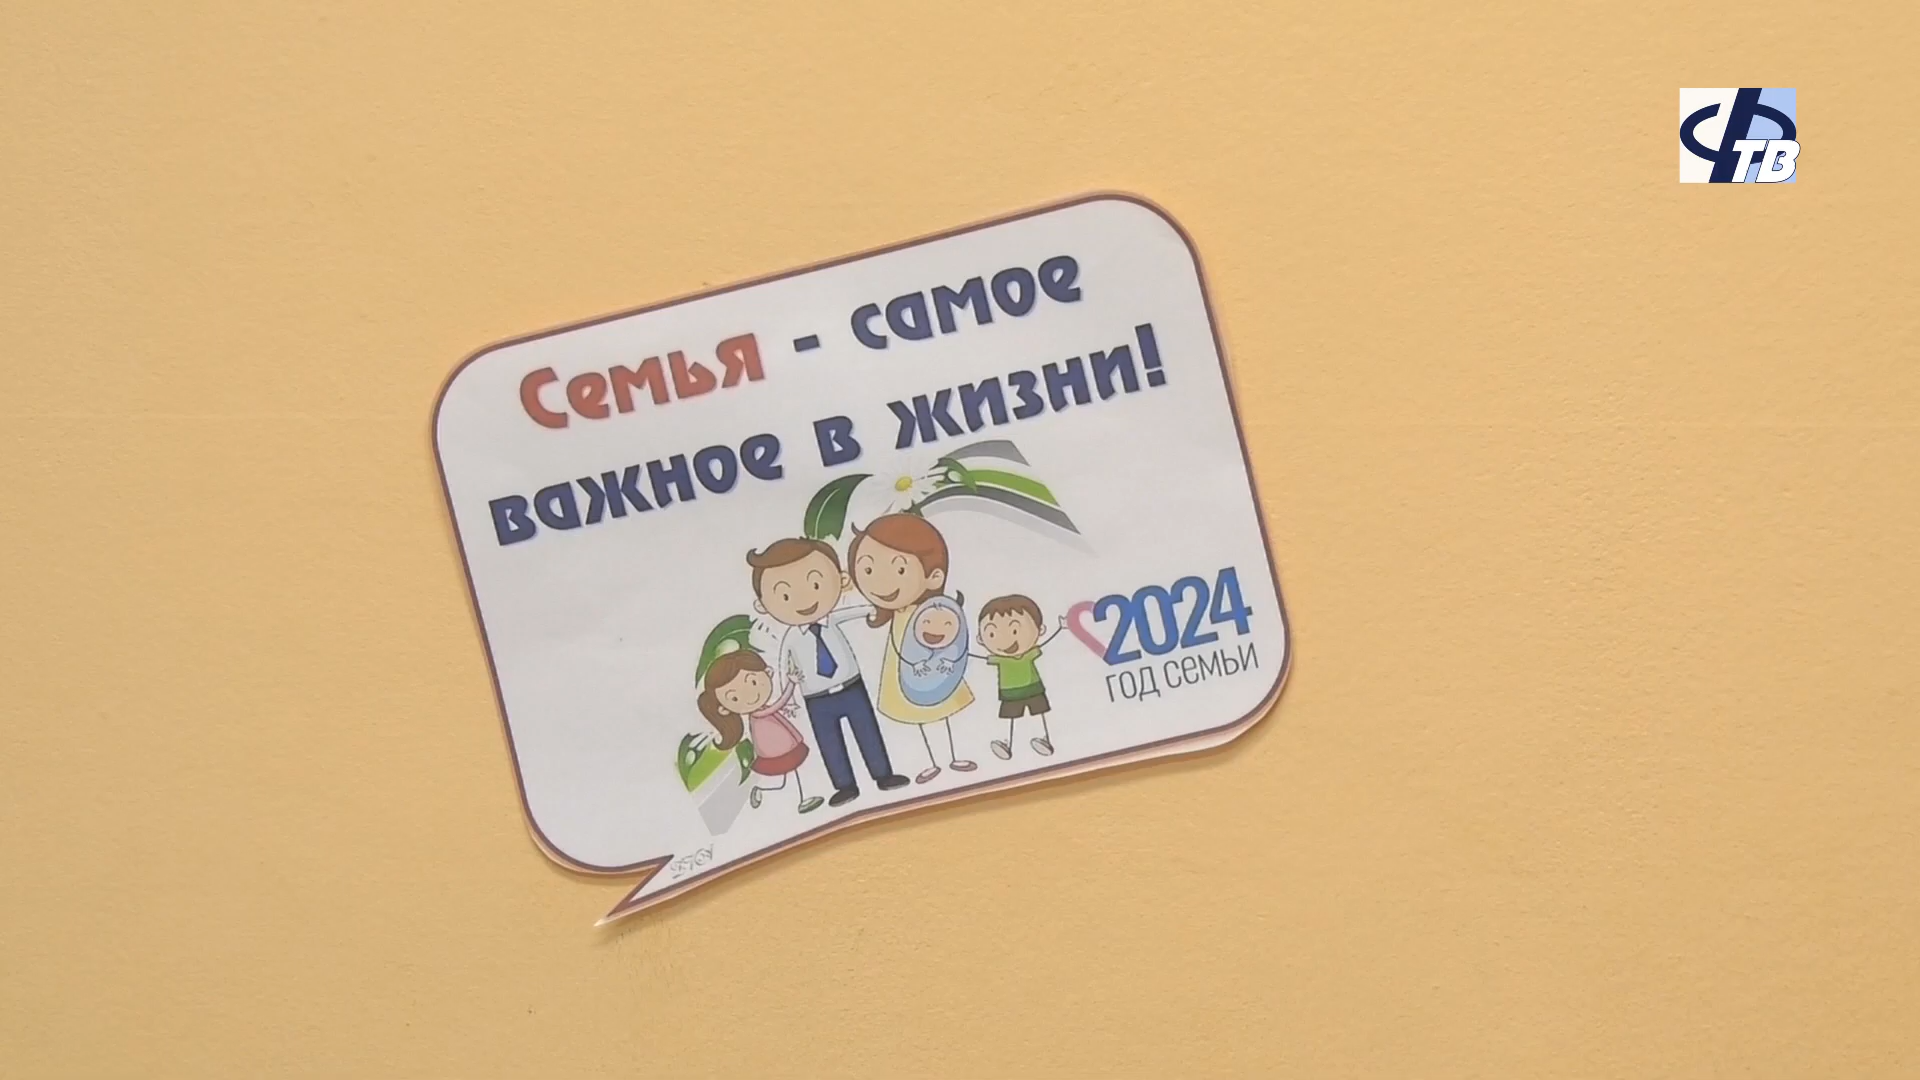 Семья - самое
важное в жизни!
2024
год семьи
ТВ